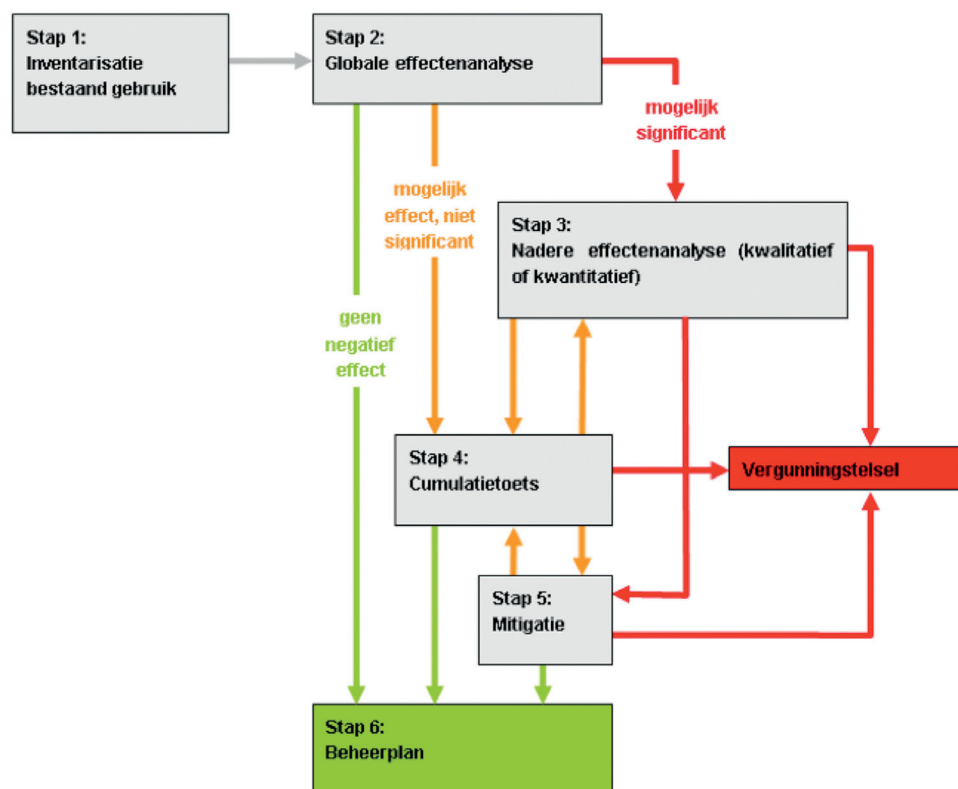 Stap 1:
Inventarisatie
bestaand gebruik
Stap 2:
Globale effectenanalyse
mogelijk
significant
mogelijk
effect, niet
significant
Stap 3:
Nadere effectenanalyse (kwalitatief
of kwantitatief)
geen
negatief
effect
Stap 4:
Cumulatietoets
Vergunningstelsel
Stap 5:
Mitigatie
Stap 6:
Beheerplan